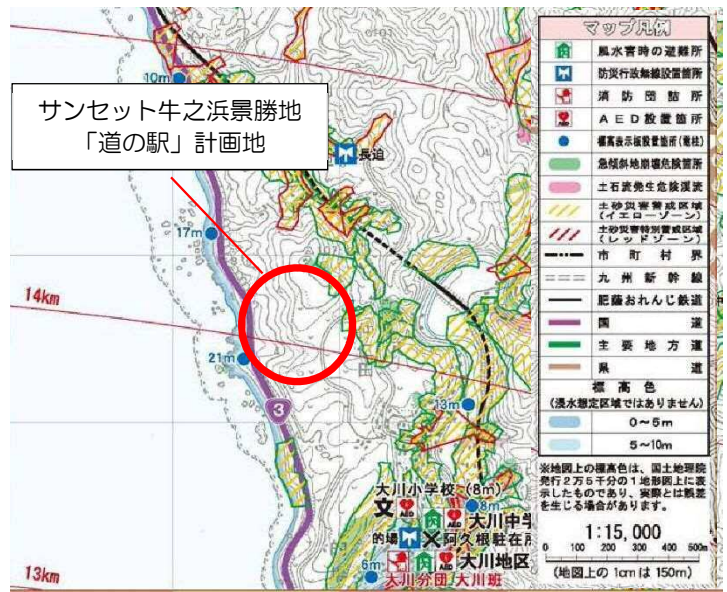 サンセット牛之浜景勝地
「道の駅」計画地
10m
長迫
17m
14km
21m
3
13m
大川小学校 (8m)
文
AED
AED
8m
大川中学
的場
阿久根駐在所
AED
大川地区
6m
大川分団 大川班
13km
マップ凡例
風水害時の避難所
防災行政無線設置箇所
消防団詰所
AED設置箇所
標高表示板設置箇所(電柱)
急傾斜地崩壊危険箇所
土石流発生危険渓流
土砂災害警戒区域
(イエローゾーン)
土砂災害特別警戒区域
(レッドゾーン)
市町村界
九州新幹線
肥薩おれんじ鉄道
国道
主要地方道
県道
標高色
(浸水想定区域ではありません)
0~5m
5~10m
※地図上の標高色は、国土地理院
発行2万5千分の1地形図上に表
示したものであり、実際とは誤差
を生じる場合があります。
1:15,000
0 100 200 300 400 500m
(地図上の1cmは150m)